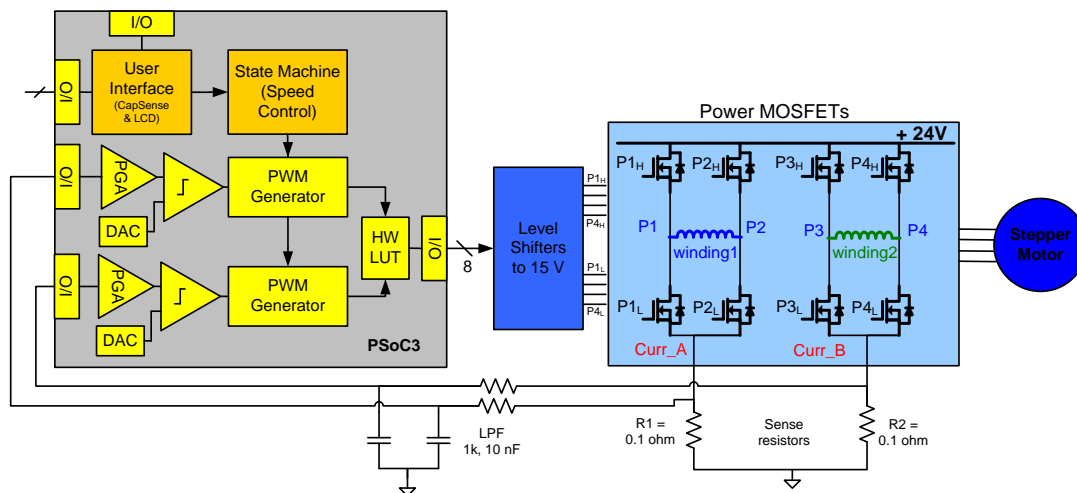 I/O
I/O
User
Interface
(CapSense
& LCD)
State Machine
(Speed
Control)
I/O
PGA
DAC
PWM
Generator
HW
LUT
I/O
8
I/O
PGA
DAC
PWM
Generator
PSoC3
Level
Shifters
to 15 V
P1H
P4H
P1L
P4L
Power MOSFETs
+ 24V
P1H
P2H
P3H
P4H
P1
P2
P3
P4
winding1
winding2
P1L
P2L
P3L
P4L
Curr_A
Curr_B
Stepper
Motor
LPF
1k, 10 nF
R1 =
0.1 ohm
Sense
resistors
R2 =
0.1 ohm